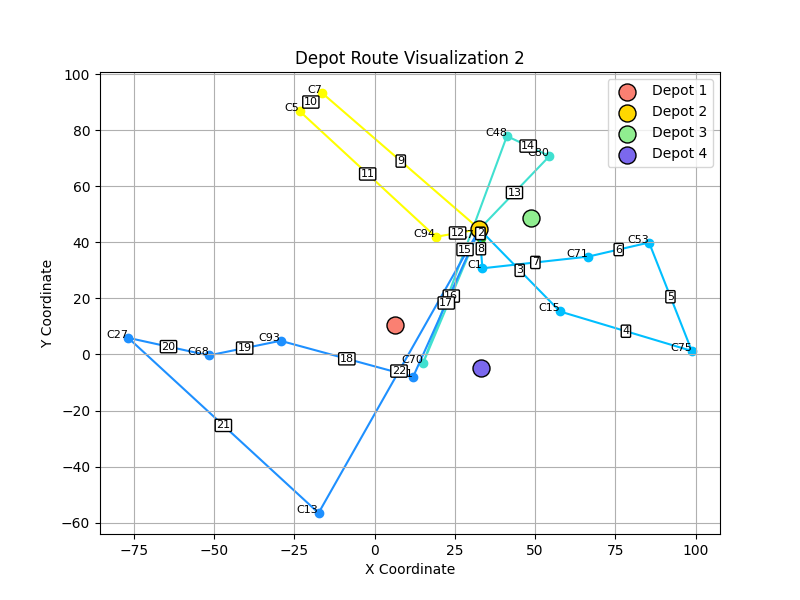 Depot Route Visualization 2
100
80
60
40
20
0
−20
−40
−60
Y Coordinate
−75
−50
−25
0
25
50
75
100
X Coordinate
Depot 1
Depot 2
Depot 3
Depot 4
C7
10
C5
9
11
C94
12
C48
14
C80
13
2
15
8
C1
7
3
C71
6
C53
5
C15
4
C75
16
17
C70
22
18
C93
19
C68
20
C27
21
C13